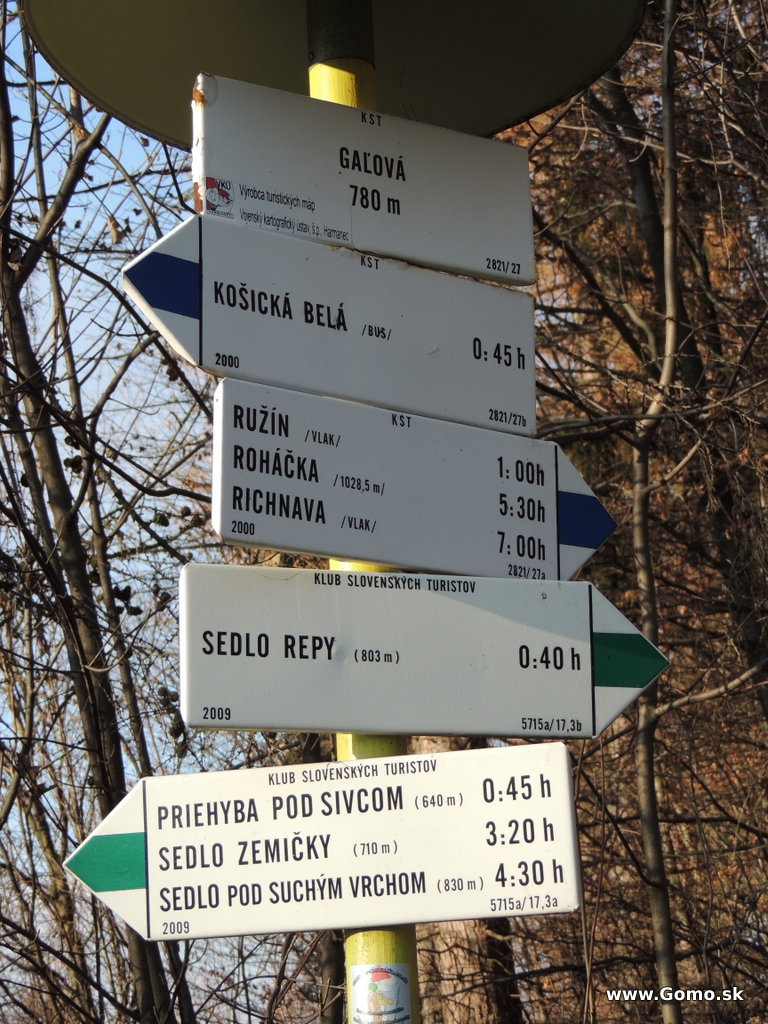 KST
GAĽOVÁ
780 m
VKÚ
Výrobca turistických máp
Vojenský kartografický ústav, š.p. Harmanec
2821/27
KST
KOŠICKÁ BELÁ /BUS/ 0:45 h
2000
2821/27b
KST
RUŽÍN /VLAK/ 1:00h
ROHÁČKA /1028,5 m/ 5:30h
RICHNAVA /VLAK/ 7:00h
2000
2821/27a
KLUB SLOVENSKÝCH TURISTOV
SEDLO REPY (803 m) 0:40 h
2009
5715a/17,3b
KLUB SLOVENSKÝCH TURISTOV
PRIEHYBA POD SIVCOM (640 m) 0:45 h
SEDLO ZEMIČKY (710 m) 3:20 h
SEDLO POD SUCHÝM VRCHOM (830 m) 4:30 h
2009
5715a/17,3a
www.Gomo.sk